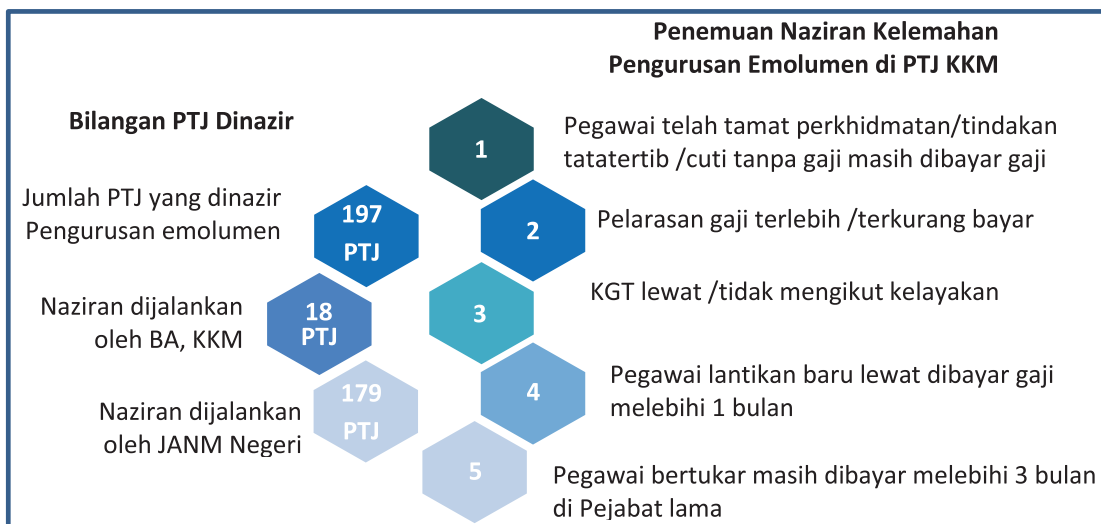 Penemuan Naziran Kelemahan
Pengurusan Emolumen di PTJ KKM
Bilangan PTJ Dinazir
Jumlah PTJ yang dinazir
Pengurusan emolumen
197
PTJ
Naziran dijalankan
oleh BA, KKM
18
PTJ
Naziran dijalankan
oleh JANM Negeri
179
PTJ
1
Pegawai telah tamat perkhidmatan/tindakan
tatatertib /cuti tanpa gaji masih dibayar gaji
2
Pelarasan gaji terlebih /terkurang bayar
3
KGT lewat /tidak mengikut kelayakan
4
Pegawai lantikan baru lewat dibayar gaji
melebihi 1 bulan
5
Pegawai bertukar masih dibayar melebihi 3 bulan
di Pejabat lama